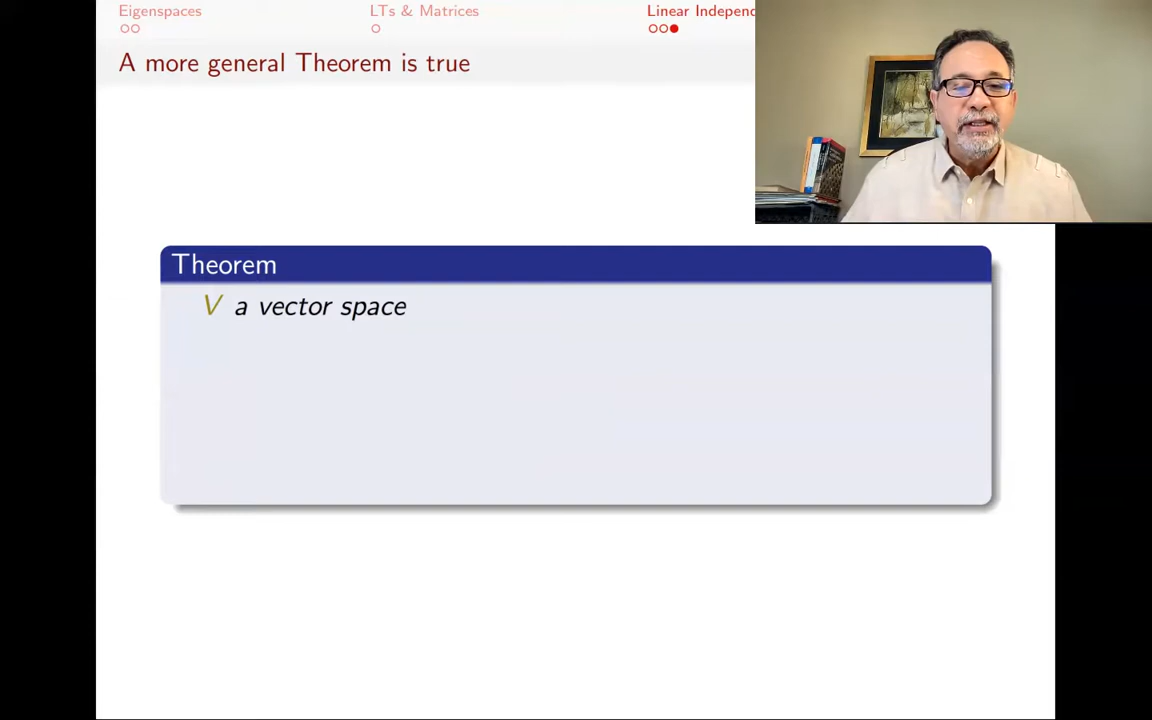 Eigenspaces
LTs & Matrices
Linear Independ
A more general Theorem is true
Theorem
V a vector space